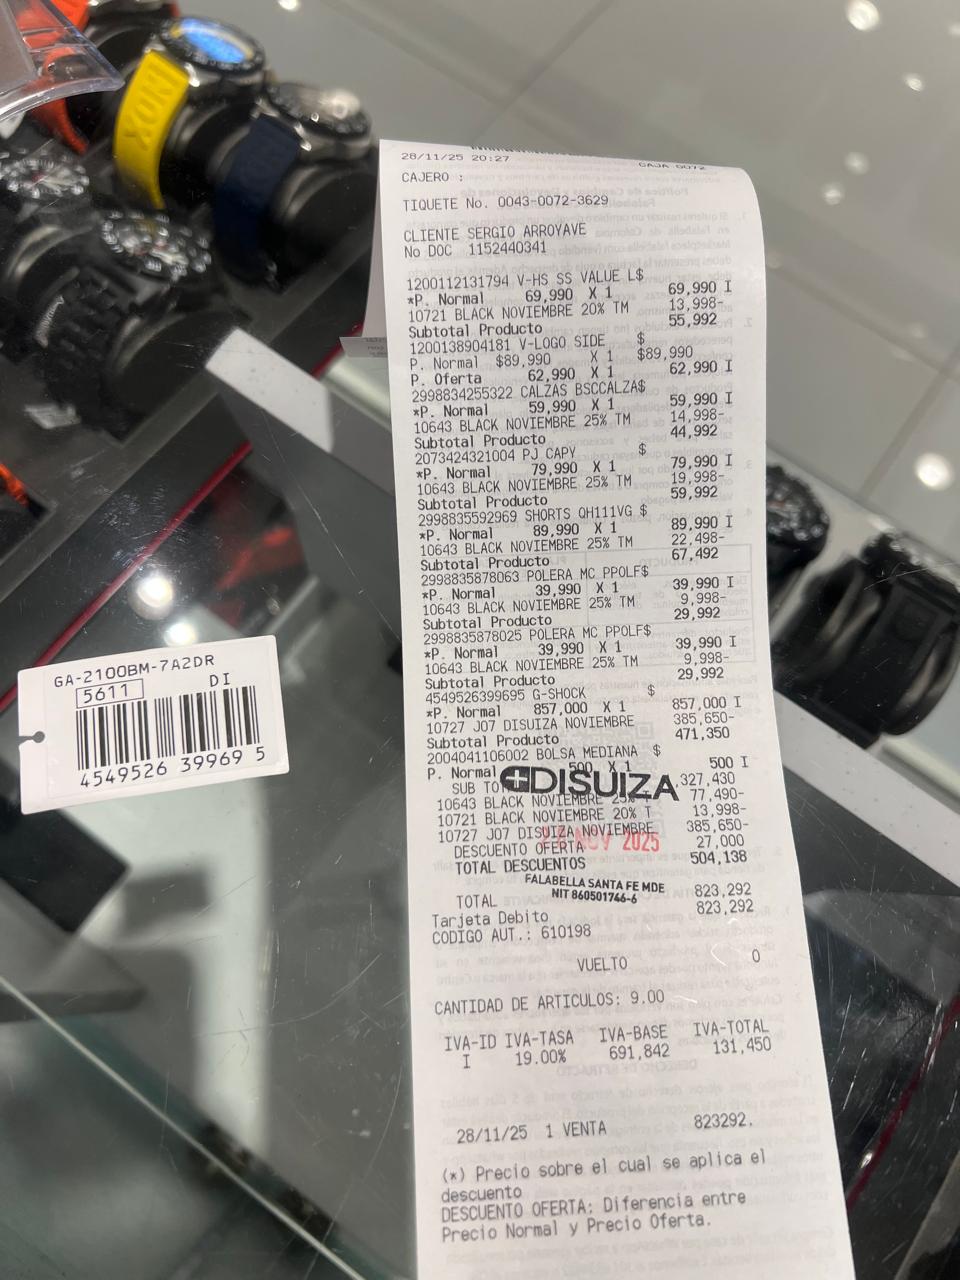 28/11/25 20:27 CAJA 0072
CAJERO :
TIQUETE No. 0043-0072-3629
CLIENTE SERGIO ARROYAVE
No DOC 1152440341
1200112131794 V-HS SS VALUE L$
*P. Normal 69,990 X 1 69,990 I
10721 BLACK NOVIEMBRE 20% TM 13,998-
Subtotal Producto 55,992
1200138904181 V-LOGO SIDE $
P. Normal $89,990 X 1 $89,990
P. Oferta 62,990 X 1 62,990 I
2998834255322 CALZAS BSCCALZA$
*P. Normal 59,990 X 1 59,990 I
10643 BLACK NOVIEMBRE 25% TM 14,998-
Subtotal Producto 44,992
2073424321004 PJ CAPY $
*P. Normal 79,990 X 1 79,990 I
10643 BLACK NOVIEMBRE 25% TM 19,998-
Subtotal Producto 59,992
2998835592969 SHORTS QH111VG $
*P. Normal 89,990 X 1 89,990 I
10643 BLACK NOVIEMBRE 25% TM 22,498-
Subtotal Producto 67,492
2998835878063 POLERA MC PPOLF$
*P. Normal 39,990 X 1 39,990 I
10643 BLACK NOVIEMBRE 25% TM 9,998-
Subtotal Producto 29,992
2998835878025 POLERA MC PPOLF$
*P. Normal 39,990 X 1 39,990 I
10643 BLACK NOVIEMBRE 25% TM 9,998-
Subtotal Producto 29,992
4549526399695 G-SHOCK $
*P. Normal 857,000 X 1 857,000 I
10727 J07 DISUIZA NOVIEMBRE 385,650-
Subtotal Producto 471,350
2004041106002 BOLSA MEDIANA $
P. Normal 500 X 1 500 I
DISUIZA
SUB TO 327,430
10643 BLACK NOVIEMBRE 25% 77,490-
10721 BLACK NOVIEMBRE 20% T 13,998-
10727 J07 DISUIZA NOVIEMBRE 385,650-
NOV 2025
DESCUENTO OFERTA 27,000
TOTAL DESCUENTOS 504,138
FALABELLA SANTA FE MDE
NIT 860501746-6
TOTAL 823,292
Tarjeta Debito 823,292
CODIGO AUT.: 610198
VUELTO 0
CANTIDAD DE ARTICULOS: 9.00
IVA-ID IVA-TASA IVA-BASE IVA-TOTAL
I 19.00% 691,842 131,450
28/11/25 1 VENTA 823292.
(*) Precio sobre el cual se aplica el
descuento
DESCUENTO OFERTA: Diferencia entre
Precio Normal y Precio Oferta.
GA-2100BM-7A2DR
5611 DI
4549526 39969 5